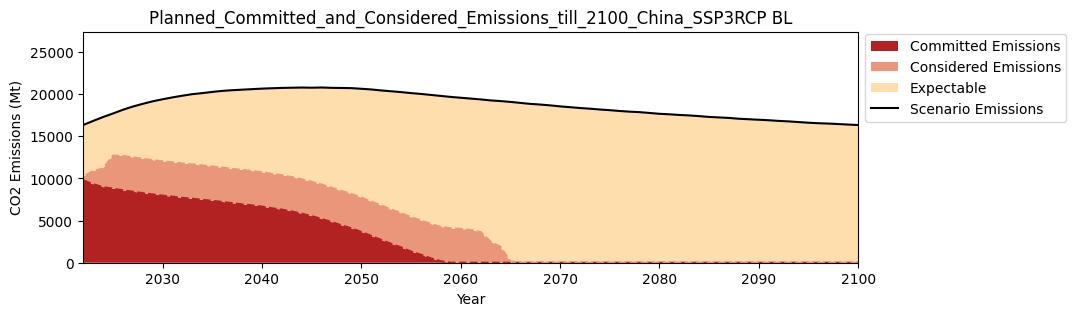 Planned_Committed_and_Considered_Emissions_till_2100_China_SSP3RCP BL
CO2 Emissions (Mt)
25000
20000
15000
10000
5000
0
2030 2040 2050 2060 2070 2080 2090 2100
Year
Committed Emissions
Considered Emissions
Expectable
Scenario Emissions